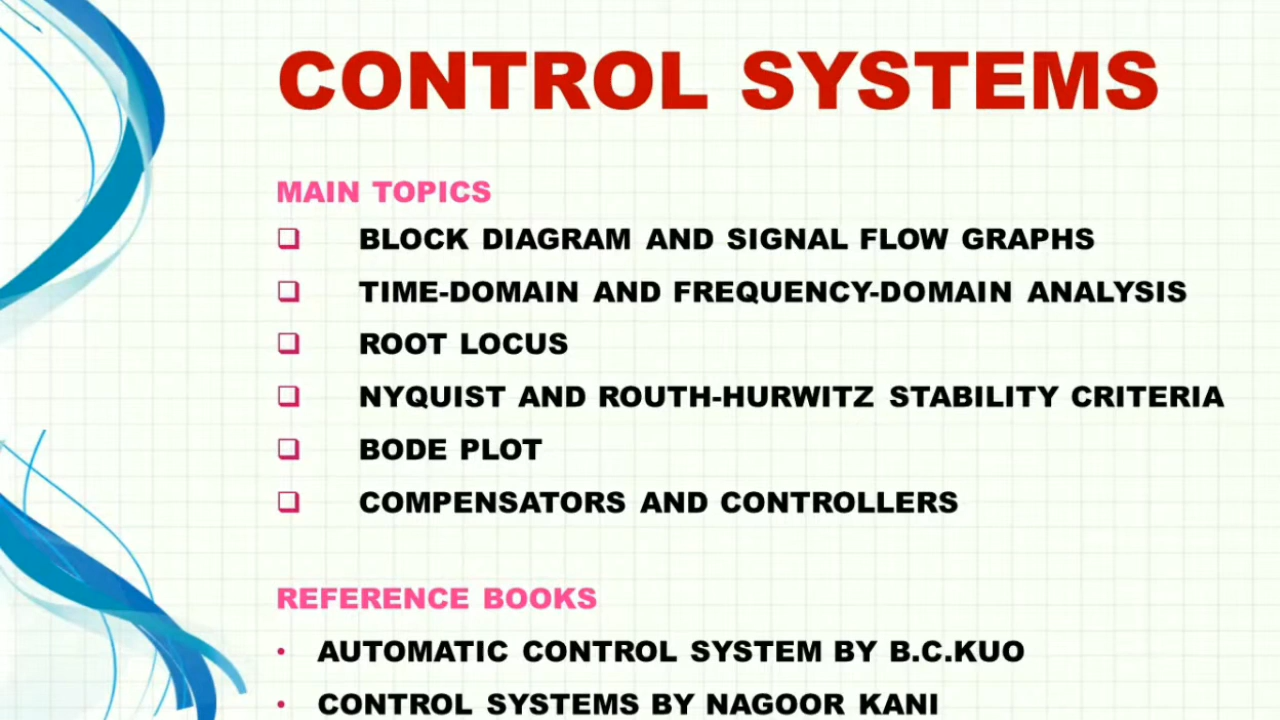 CONTROL SYSTEMS
MAIN TOPICS
BLOCK DIAGRAM AND SIGNAL FLOW GRAPHS
TIME-DOMAIN AND FREQUENCY-DOMAIN ANALYSIS
ROOT LOCUS
NYQUIST AND ROUTH-HURWITZ STABILITY CRITERIA
BODE PLOT
COMPENSATORS AND CONTROLLERS
REFERENCE BOOKS
• AUTOMATIC CONTROL SYSTEM BY B.C.KUO
• CONTROL SYSTEMS BY NAGOOR KANI